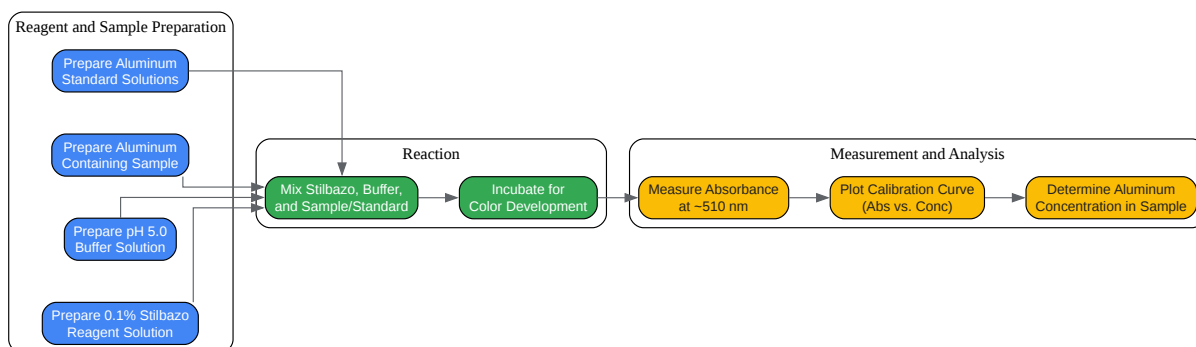 Reagent and Sample Preparation
Prepare Aluminum
Standard Solutions
Prepare Aluminum
Containing Sample
Prepare pH 5.0
Buffer Solution
Prepare 0.1% Stilbazo
Reagent Solution
Reaction
Mix Stilbazo, Buffer,
and Sample/Standard
Incubate for
Color Development
Measurement and Analysis
Measure Absorbance
at ~510 nm
Plot Calibration Curve
(Abs vs. Conc)
Determine Aluminum
Concentration in Sample